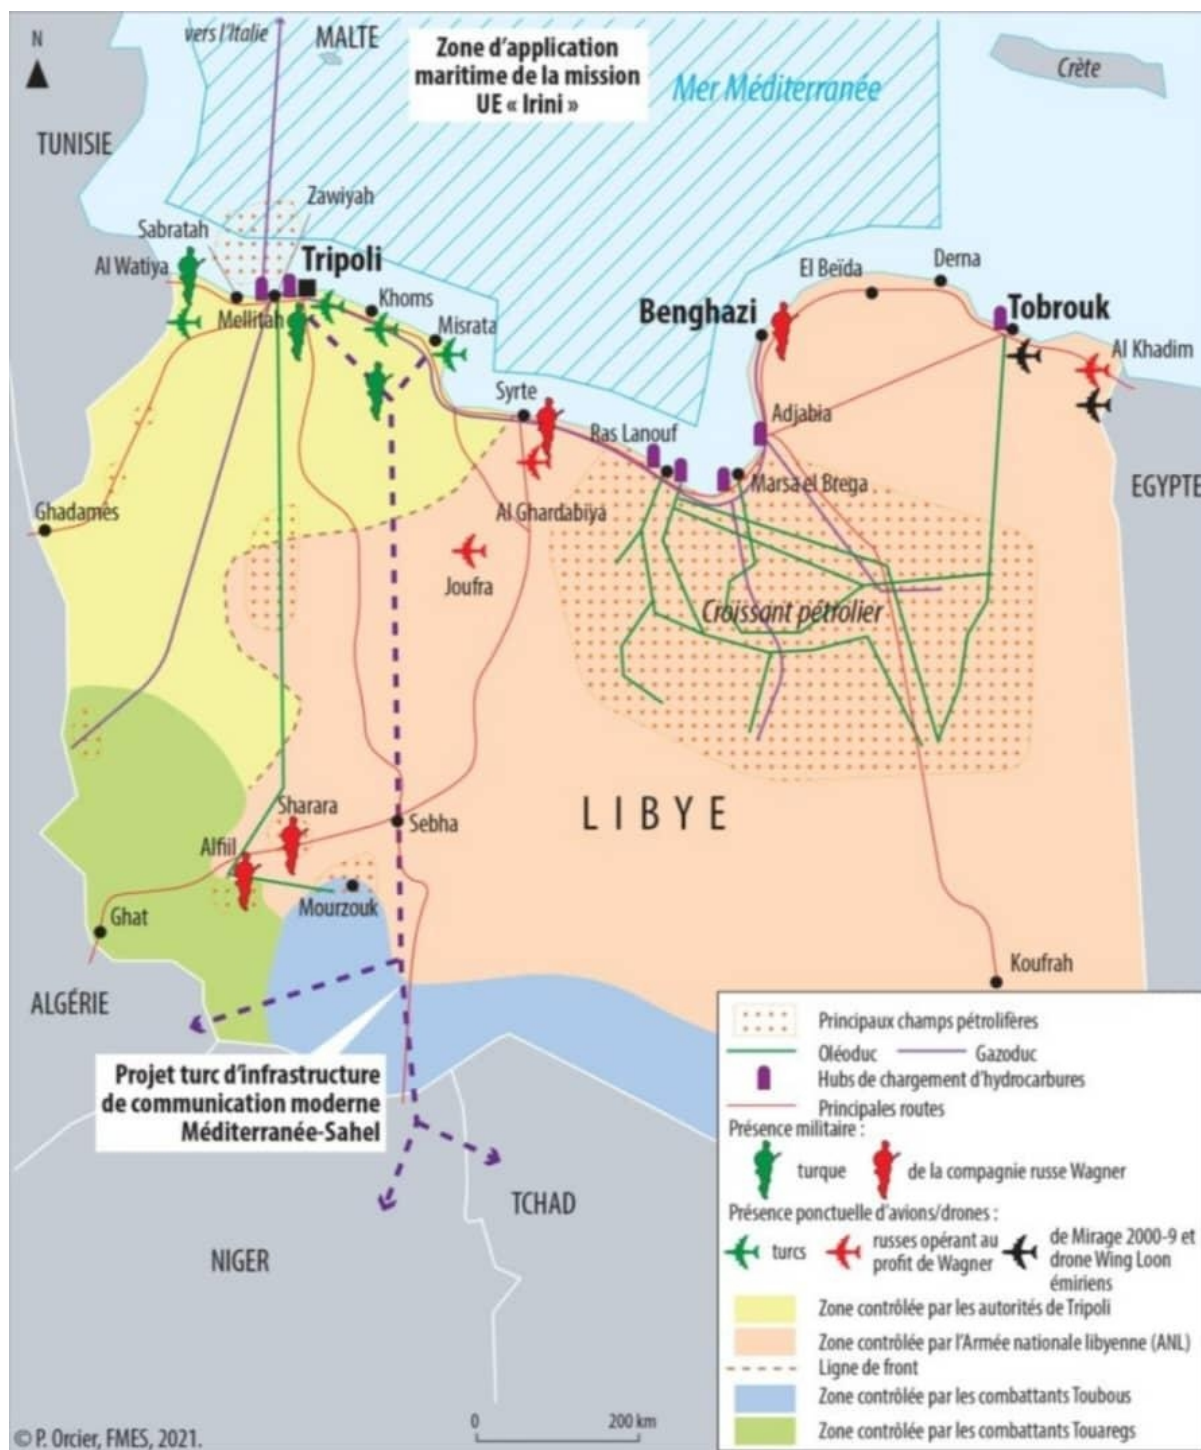 N
vers l'Italie
MALTE
Zone d'application
maritime de la mission
UE « Irini »
Mer Méditerranée
Crète
TUNISIE
Zawiyah
Sabratah
Al Watiya
Tripoli
Mellitah
Khoms
Misrata
El Beïda
Derna
Benghazi
Tobrouk
Al Khadim
Syrte
Ras Lanouf
Adjabia
Marsa el Brega
EGYPTE
Ghadamès
Al Ghardabiya
Joufra
Croissant pétrolier
LIBYE
Sharara
Sebha
Alfiil
Mourzouk
Ghat
Koufrah
ALGÉRIE
Projet turc d'infrastructure
de communication moderne
Méditerranée-Sahel
TCHAD
NIGER
Principaux champs pétrolifères
Oléoduc
Gazoduc
Hubs de chargement d'hydrocarbures
Principales routes
Présence militaire :
turque
de la compagnie russe Wagner
Présence ponctuelle d'avions/drones :
turcs
russes opérant au
profit de Wagner
de Mirage 2000-9 et
drone Wing Loon
émiriens
Zone contrôlée par les autorités de Tripoli
Zone contrôlée par l'Armée nationale libyenne (ANL)
Ligne de front
Zone contrôlée par les combattants Toubous
Zone contrôlée par les combattants Touaregs
0
200 km
© P. Orcier, FMES, 2021.